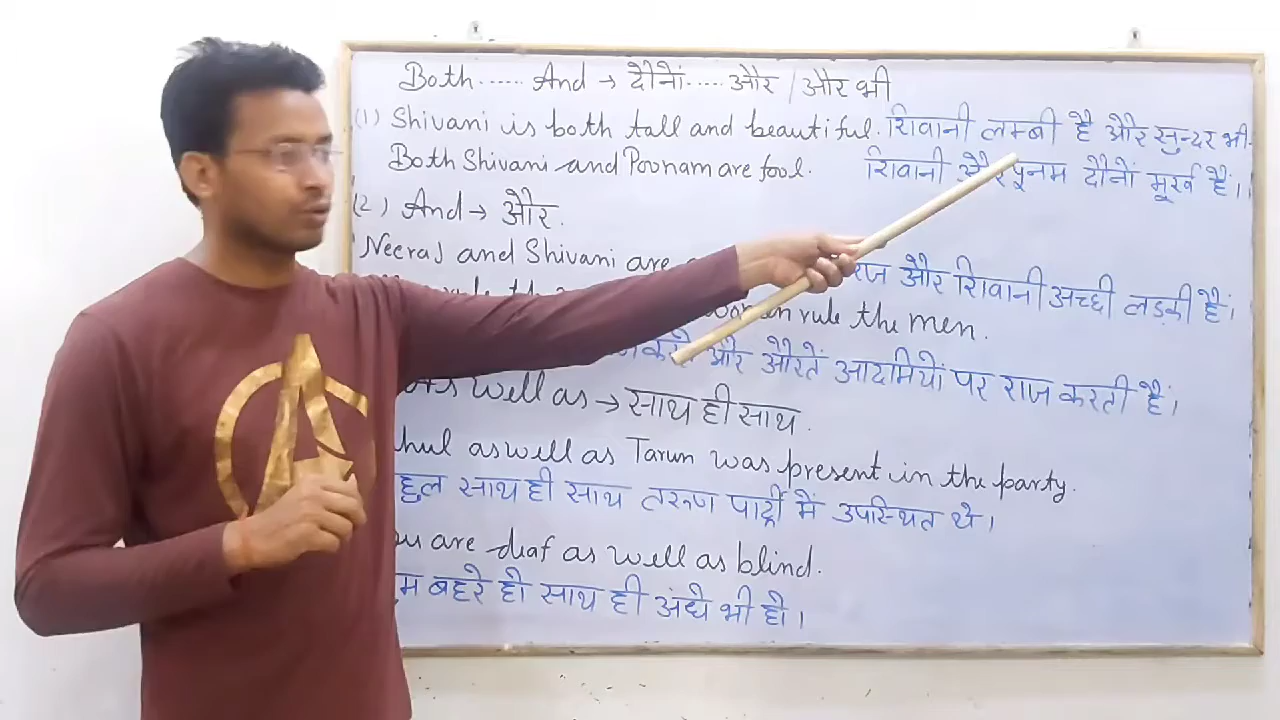 Both ...... And → दोनों ..... और / और भी
(1) Shivani is both tall and beautiful. शिवानी लम्बी है और सुन्दर भी.
Both Shivani and Poonam are fool. शिवानी और पूनम दोनों मूर्ख हैं।
(2) And → और.
Neeraj and Shivani are और शिवानी अच्छी लड़की हैं।
rule the men.
और औरतें आदमियों पर राज करती हैं।
As well as → साथ ही साथ.
as well as Tarun was present in the party.
साथ ही साथ तरूण पार्टी में उपस्थित थे।
are deaf as well as blind.
बहरे हो साथ ही अंधे भी हो।